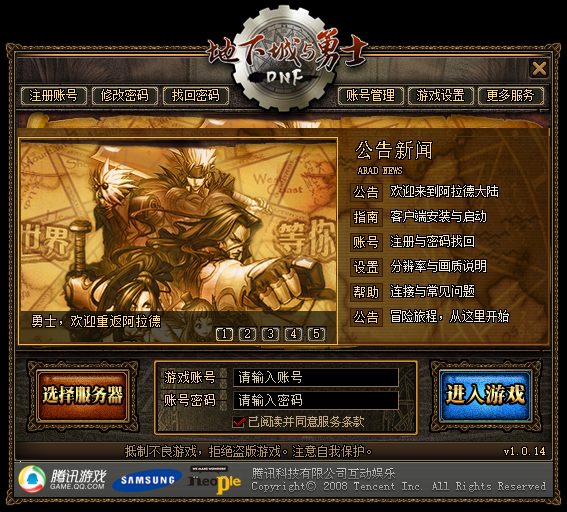 地下城与勇士
DNF
注册账号 修改密码 找回密码 账号管理 游戏设置 更多服务
世界 等你
勇士，欢迎重返阿拉德
1 2 3 4 5
公告新闻
ARAD NEWS
公告 欢迎来到阿拉德大陆
指南 客户端安装与启动
账号 注册与密码找回
设置 分辨率与画质说明
帮助 连接与常见问题
公告 冒险旅程，从这里开始
选择服务器
游戏账号 请输入账号
账号密码 请输入密码
已阅读并同意服务条款
进入游戏
抵制不良游戏，拒绝盗版游戏。注意自我保护。 v1.0.14
腾讯游戏
GAME.QQ.COM
SAMSUNG
WE MAKE WONDERS
neople
腾讯科技有限公司互动娱乐
Copyright© 2008 Tencent Inc. All Rights Reserved